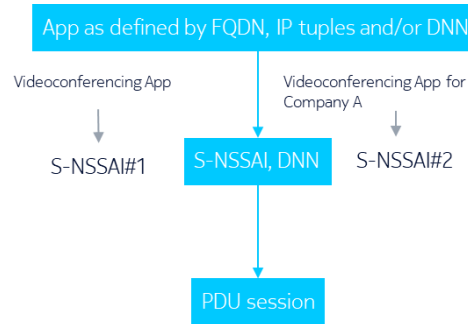 App as defined by FQDN, IP tuples and/or DNN
Videoconferencing App
Videoconferencing App for
Company A
S-NSSAI#1
S-NSSAI, DNN
S-NSSAI#2
PDU session